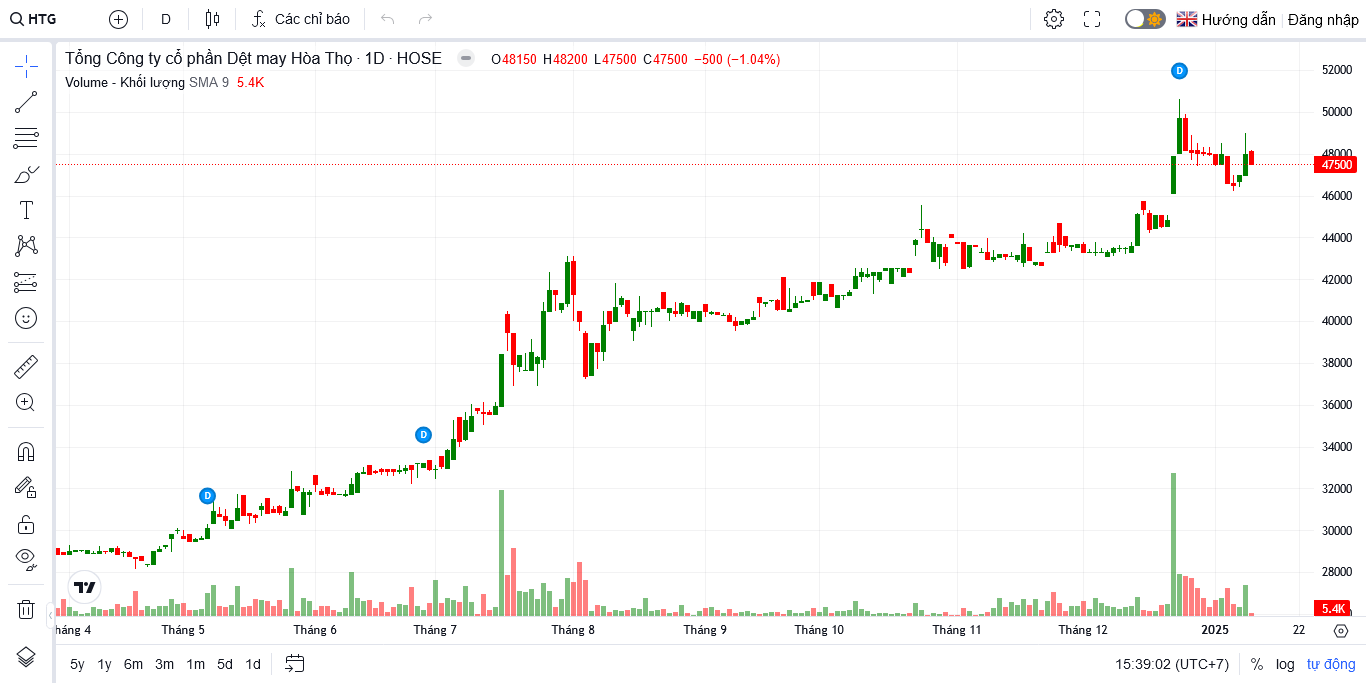 HTG
D
Các chỉ báo
Hướng dẫn
Đăng nhập
Tổng Công ty cổ phần Dệt may Hòa Thọ · 1D · HOSE O48150 H48200 L47500 C47500 −500 (−1.04%)
Volume - Khối lượng SMA 9 5.4K
D
D
D
52000
50000
48000
47500
46000
44000
42000
40000
38000
36000
34000
32000
30000
28000
5.4K
háng 4 Tháng 5 Tháng 6 Tháng 7 Tháng 8 Tháng 9 Tháng 10 Tháng 11 Tháng 12 2025 22
5y 1y 6m 3m 1m 5d 1d
15:39:02 (UTC+7) % log tự động